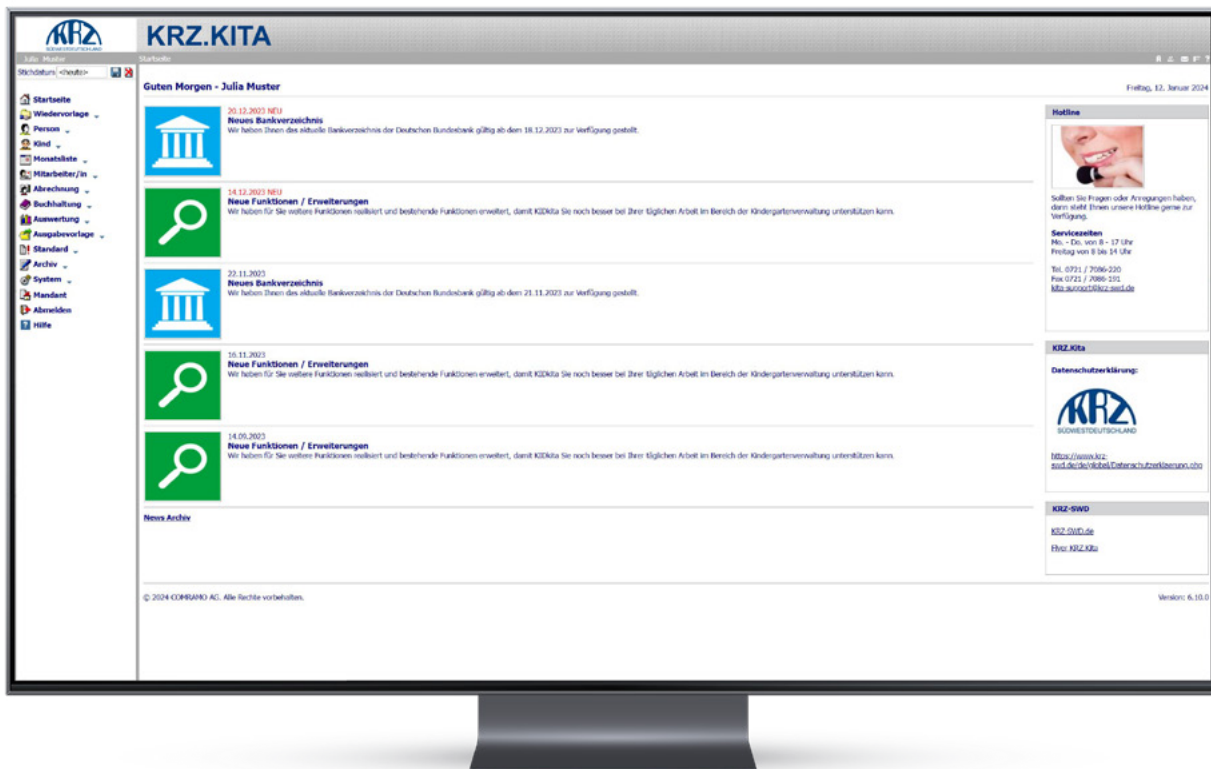 KRZ
SÜDWESTDEUTSCHLAND
KRZ.KITA
Julia Muster
Startseite
Stichdatum <heute>
Startseite
Wiedervorlage
Person
Kind
Monatsliste
Mitarbeiter/in
Abrechnung
Buchhaltung
Auswertung
Ausgabevorlage
Standard
Archiv
System
Mandant
Abmelden
Hilfe
Guten Morgen - Julia Muster
Freitag, 12. Januar 2024
20.12.2023 NEU
Neues Bankverzeichnis
Wir haben Ihnen das aktuelle Bankverzeichnis der Deutschen Bundesbank gültig ab dem 18.12.2023 zur Verfügung gestellt.
14.12.2023 NEU
Neue Funktionen / Erweiterungen
Wir haben für Sie weitere Funktionen realisiert und bestehende Funktionen erweitert, damit KIDkita Sie noch besser bei Ihrer täglichen Arbeit im Bereich der Kindergartenverwaltung unterstützen kann.
22.11.2023
Neues Bankverzeichnis
Wir haben Ihnen das aktuelle Bankverzeichnis der Deutschen Bundesbank gültig ab dem 21.11.2023 zur Verfügung gestellt.
16.11.2023
Neue Funktionen / Erweiterungen
Wir haben für Sie weitere Funktionen realisiert und bestehende Funktionen erweitert, damit KIDkita Sie noch besser bei Ihrer täglichen Arbeit im Bereich der Kindergartenverwaltung unterstützen kann.
14.09.2023
Neue Funktionen / Erweiterungen
Wir haben für Sie weitere Funktionen realisiert und bestehende Funktionen erweitert, damit KIDkita Sie noch besser bei Ihrer täglichen Arbeit im Bereich der Kindergartenverwaltung unterstützen kann.
News Archiv
Hotline
Sollten Sie Fragen oder Anregungen haben,
dann steht Ihnen unsere Hotline gerne zur
Verfügung.
Servicezeiten
Mo. - Do. von 8 - 17 Uhr
Freitag von 8 bis 14 Uhr
Tel. 0721 / 7086-220
Fax 0721 / 7086-191
kita-support@krz-swd.de
KRZ.Kita
Datenschutzerklärung:
KRZ
SÜDWESTDEUTSCHLAND
https://www.krz-
swd.de/de/global/Datenschutzerklaerung.php
KRZ-SWD
KRZ-SWD.de
Flyer KRZ.Kita
© 2024 COMRAMO AG. Alle Rechte vorbehalten.
Version: 6.10.0